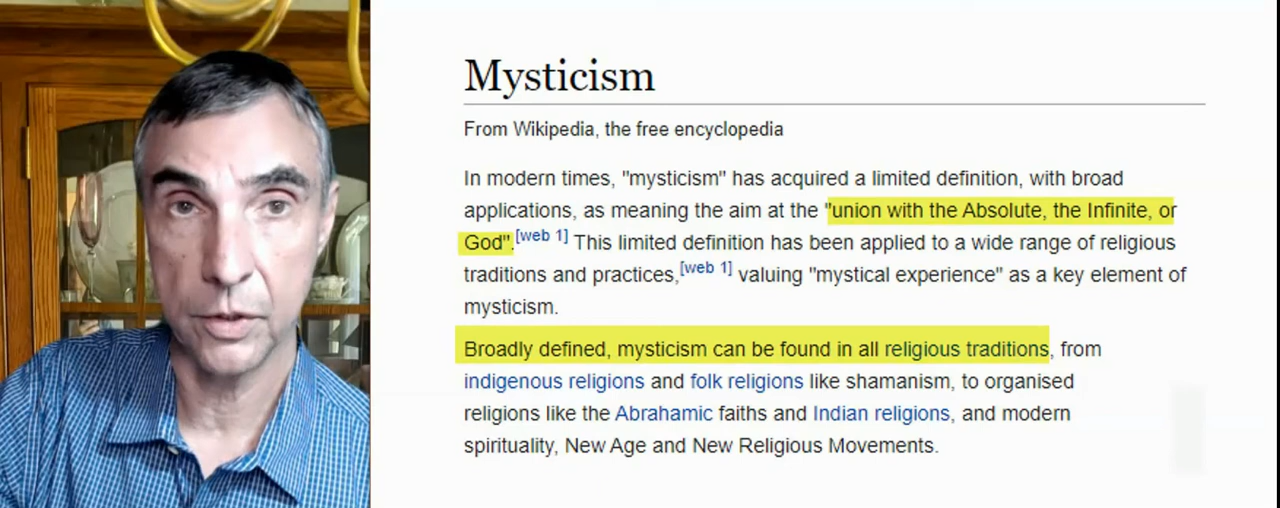 Mysticism
From Wikipedia, the free encyclopedia
In modern times, "mysticism" has acquired a limited definition, with broad
applications, as meaning the aim at the "union with the Absolute, the Infinite, or
God".[web 1] This limited definition has been applied to a wide range of religious
traditions and practices,[web 1] valuing "mystical experience" as a key element of
mysticism.
Broadly defined, mysticism can be found in all religious traditions, from
indigenous religions and folk religions like shamanism, to organised
religions like the Abrahamic faiths and Indian religions, and modern
spirituality, New Age and New Religious Movements.